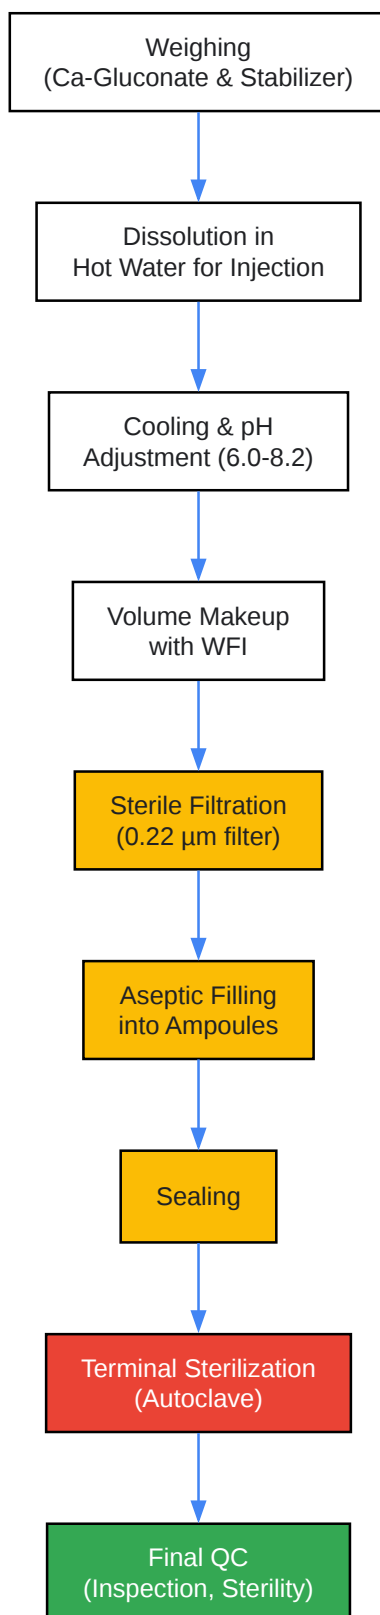 Weighing
(Ca-Gluconate & Stabilizer)
Dissolution in
Hot Water for Injection
Cooling & pH
Adjustment (6.0-8.2)
Volume Makeup
with WFI
Sterile Filtration
(0.22 µm filter)
Aseptic Filling
into Ampoules
Sealing
Terminal Sterilization
(Autoclave)
Final QC
(Inspection, Sterility)